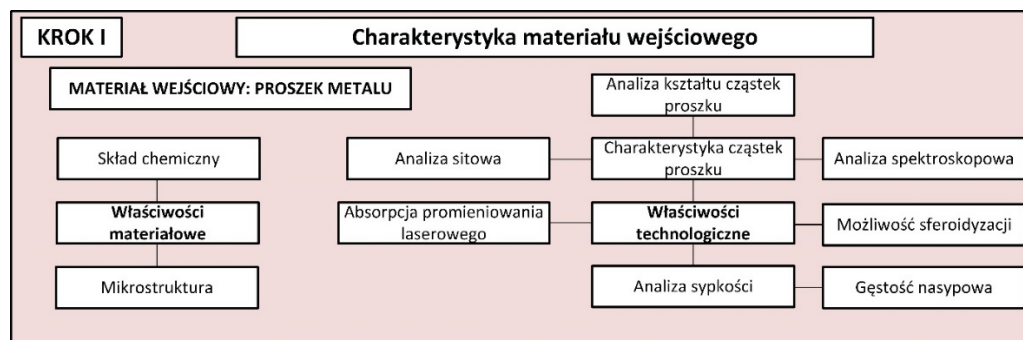 KROK I
Charakterystyka materiału wejściowego
MATERIAŁ WEJŚCIOWY: PROSZEK METALU
Analiza kształtu cząstek
proszku
Skład chemiczny
Analiza sitowa
Charakterystyka cząstek
proszku
Analiza spektroskopowa
Właściwości
materiałowe
Absorpcja promieniowania
laserowego
Właściwości
technologiczne
Możliwość sferoidyzacji
Mikrostruktura
Analiza sypkości
Gęstość nasypowa